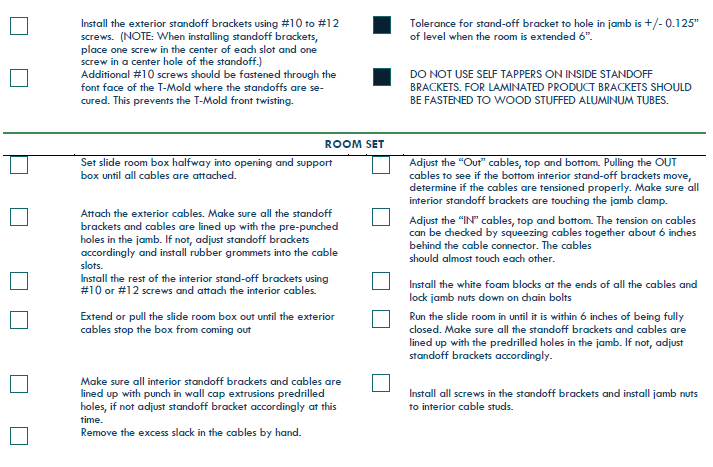 Install the exterior standoff brackets using #10 to #12
screws. (NOTE: When installing standoff brackets,
place one screw in the center of each slot and one
screw in a center hole of the standoff.)
Additional #10 screws should be fastened through the
font face of the T-Mold where the standoffs are se-
cured. This prevents the T-Mold front twisting.
Tolerance for stand-off bracket to hole in jamb is +/- 0.125”
of level when the room is extended 6”.
DO NOT USE SELF TAPPERS ON INSIDE STANDOFF
BRACKETS. FOR LAMINATED PRODUCT BRACKETS SHOULD
BE FASTENED TO WOOD STUFFED ALUMINUM TUBES.
ROOM SET
Set slide room box halfway into opening and support
box until all cables are attached.
Attach the exterior cables. Make sure all the standoff
brackets and cables are lined up with the pre-punched
holes in the jamb. If not, adjust standoff brackets
accordingly and install rubber grommets into the cable
slots.
Install the rest of the interior stand-off brackets using
#10 or #12 screws and attach the interior cables.
Extend or pull the slide room box out until the exterior
cables stop the box from coming out
Make sure all interior standoff brackets and cables are
lined up with punch in wall cap extrusions predrilled
holes, if not adjust standoff bracket accordingly at this
time.
Remove the excess slack in the cables by hand.
Adjust the “Out” cables, top and bottom. Pulling the OUT
cables to see if the bottom interior stand-off brackets move,
determine if the cables are tensioned properly. Make sure all
interior standoff brackets are touching the jamb clamp.
Adjust the “IN” cables, top and bottom. The tension on cables
can be checked by squeezing cables together about 6 inches
behind the cable connector. The cables
should almost touch each other.
Install the white foam blocks at the ends of all the cables and
lock jamb nuts down on chain bolts
Run the slide room in until it is within 6 inches of being fully
closed. Make sure all the standoff brackets and cables are
lined up with the predrilled holes in the jamb. If not, adjust
standoff brackets accordingly.
Install all screws in the standoff brackets and install jamb nuts
to interior cable studs.